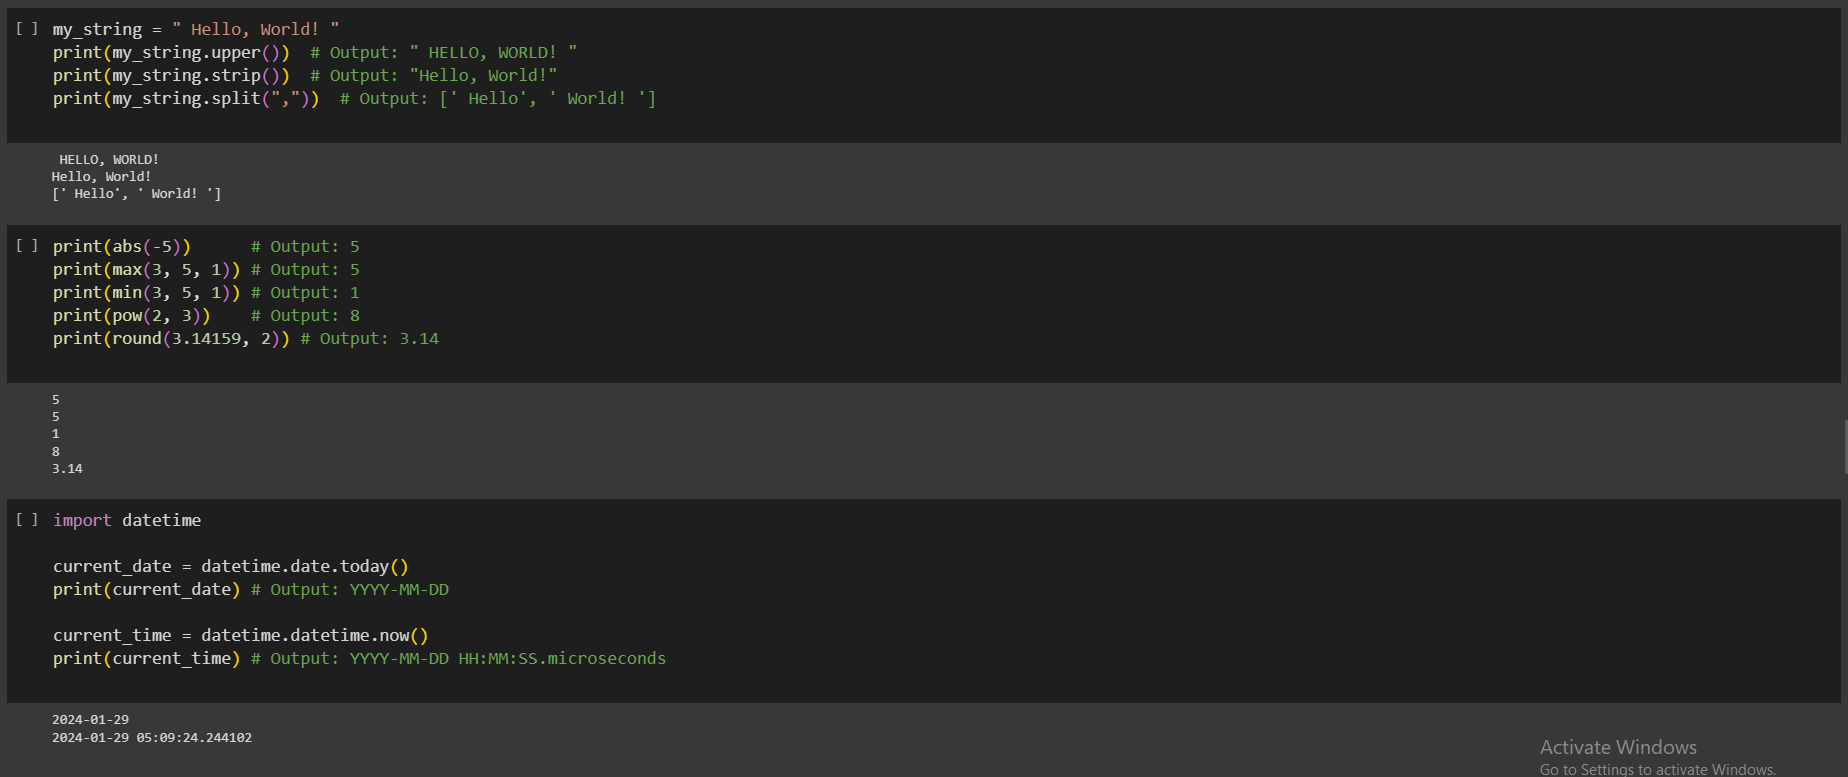 [ ] my_string = " Hello, World! "
print(my_string.upper())  # Output: " HELLO, WORLD! "
print(my_string.strip())  # Output: "Hello, World!"
print(my_string.split(","))  # Output: [' Hello', ' World! ']
 HELLO, WORLD!
Hello, World!
[' Hello', ' World! ']
[ ] print(abs(-5))      # Output: 5
print(max(3, 5, 1)) # Output: 5
print(min(3, 5, 1)) # Output: 1
print(pow(2, 3))    # Output: 8
print(round(3.14159, 2)) # Output: 3.14
5
5
1
8
3.14
[ ] import datetime
current_date = datetime.date.today()
print(current_date) # Output: YYYY-MM-DD
current_time = datetime.datetime.now()
print(current_time) # Output: YYYY-MM-DD HH:MM:SS.microseconds
2024-01-29
2024-01-29 05:09:24.244102
Activate Windows
Go to Settings to activate Windows.